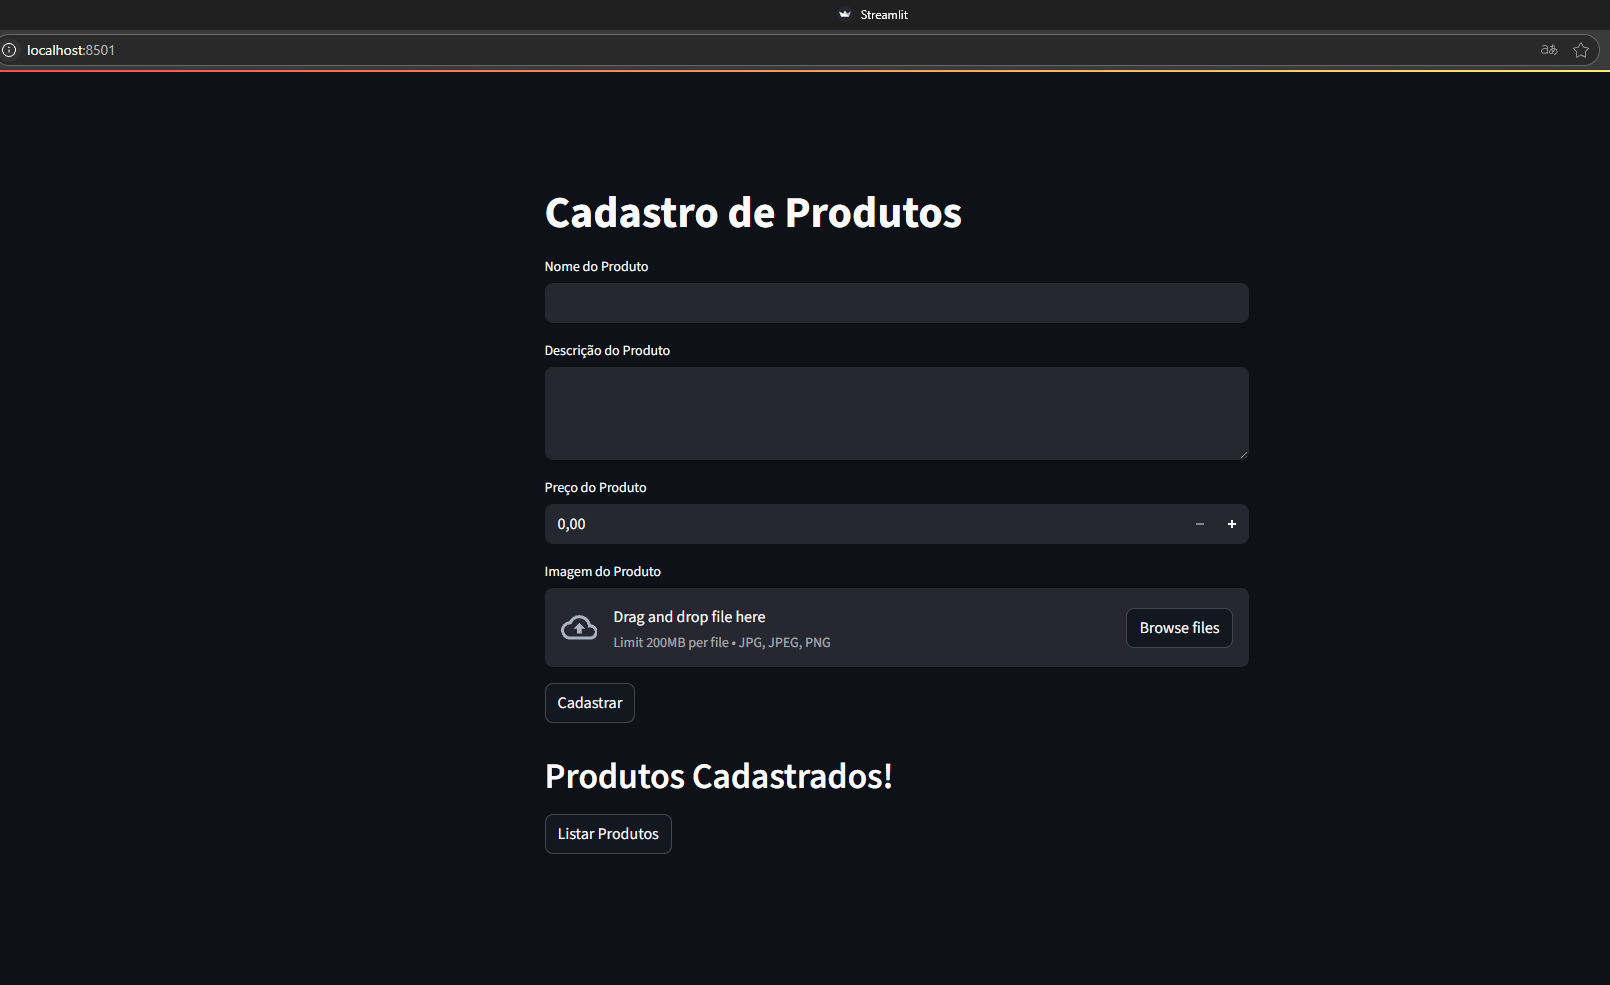 Streamlit
localhost:8501
aあ
Cadastro de Produtos
Nome do Produto
Descrição do Produto
Preço do Produto
0,00
Imagem do Produto
Drag and drop file here
Limit 200MB per file • JPG, JPEG, PNG
Browse files
Cadastrar
Produtos Cadastrados!
Listar Produtos